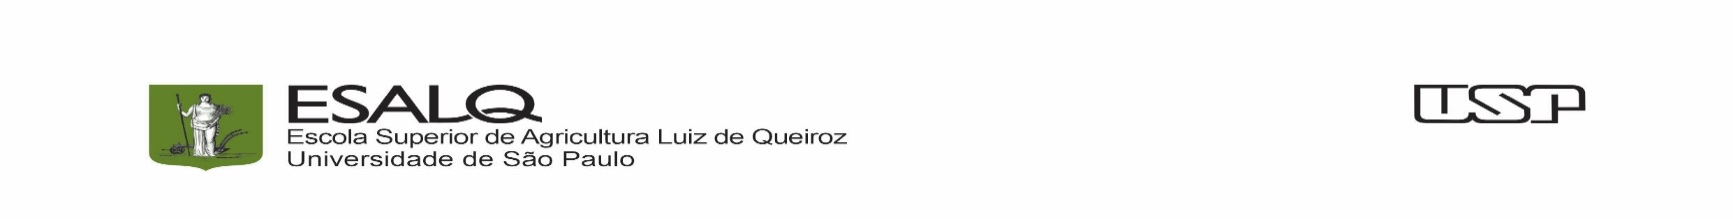 ESALQ
Escola Superior de Agricultura Luiz de Queiroz
Universidade de São Paulo
USP